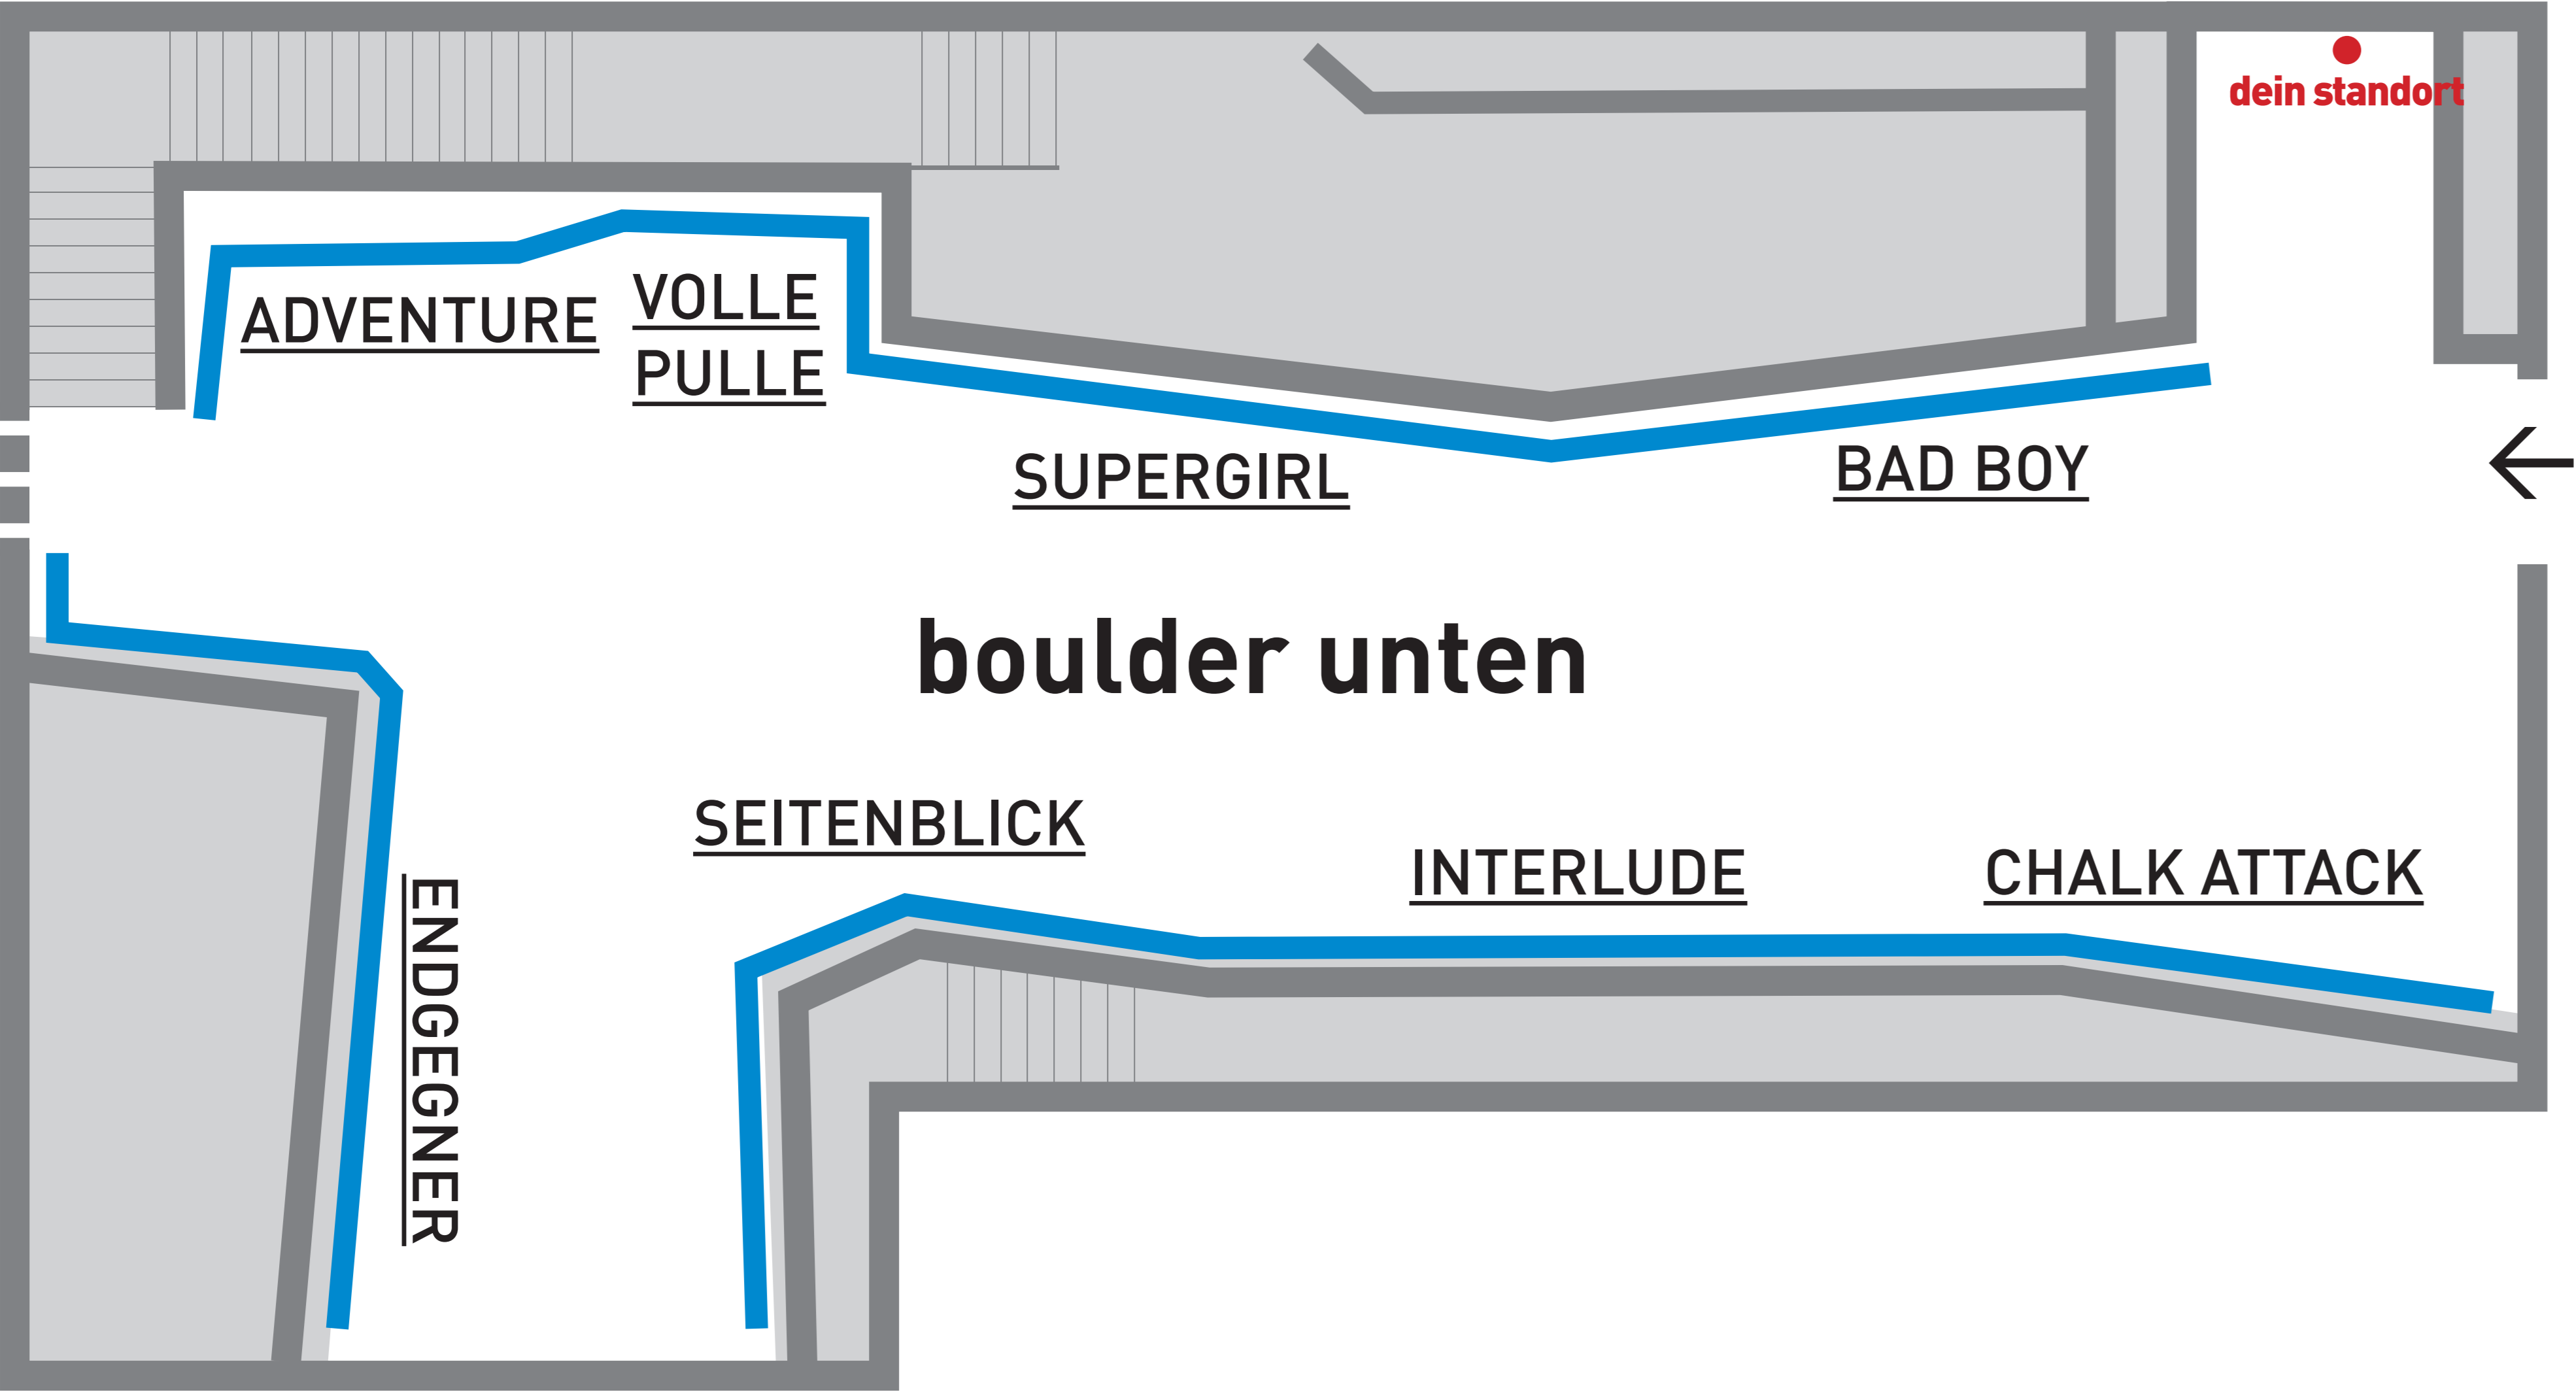 dein standort
ADVENTURE
VOLLE
PULLE
SUPERGIRL
BAD BOY
boulder unten
SEITENBLICK
INTERLUDE
CHALK ATTACK
ENDGEGNER